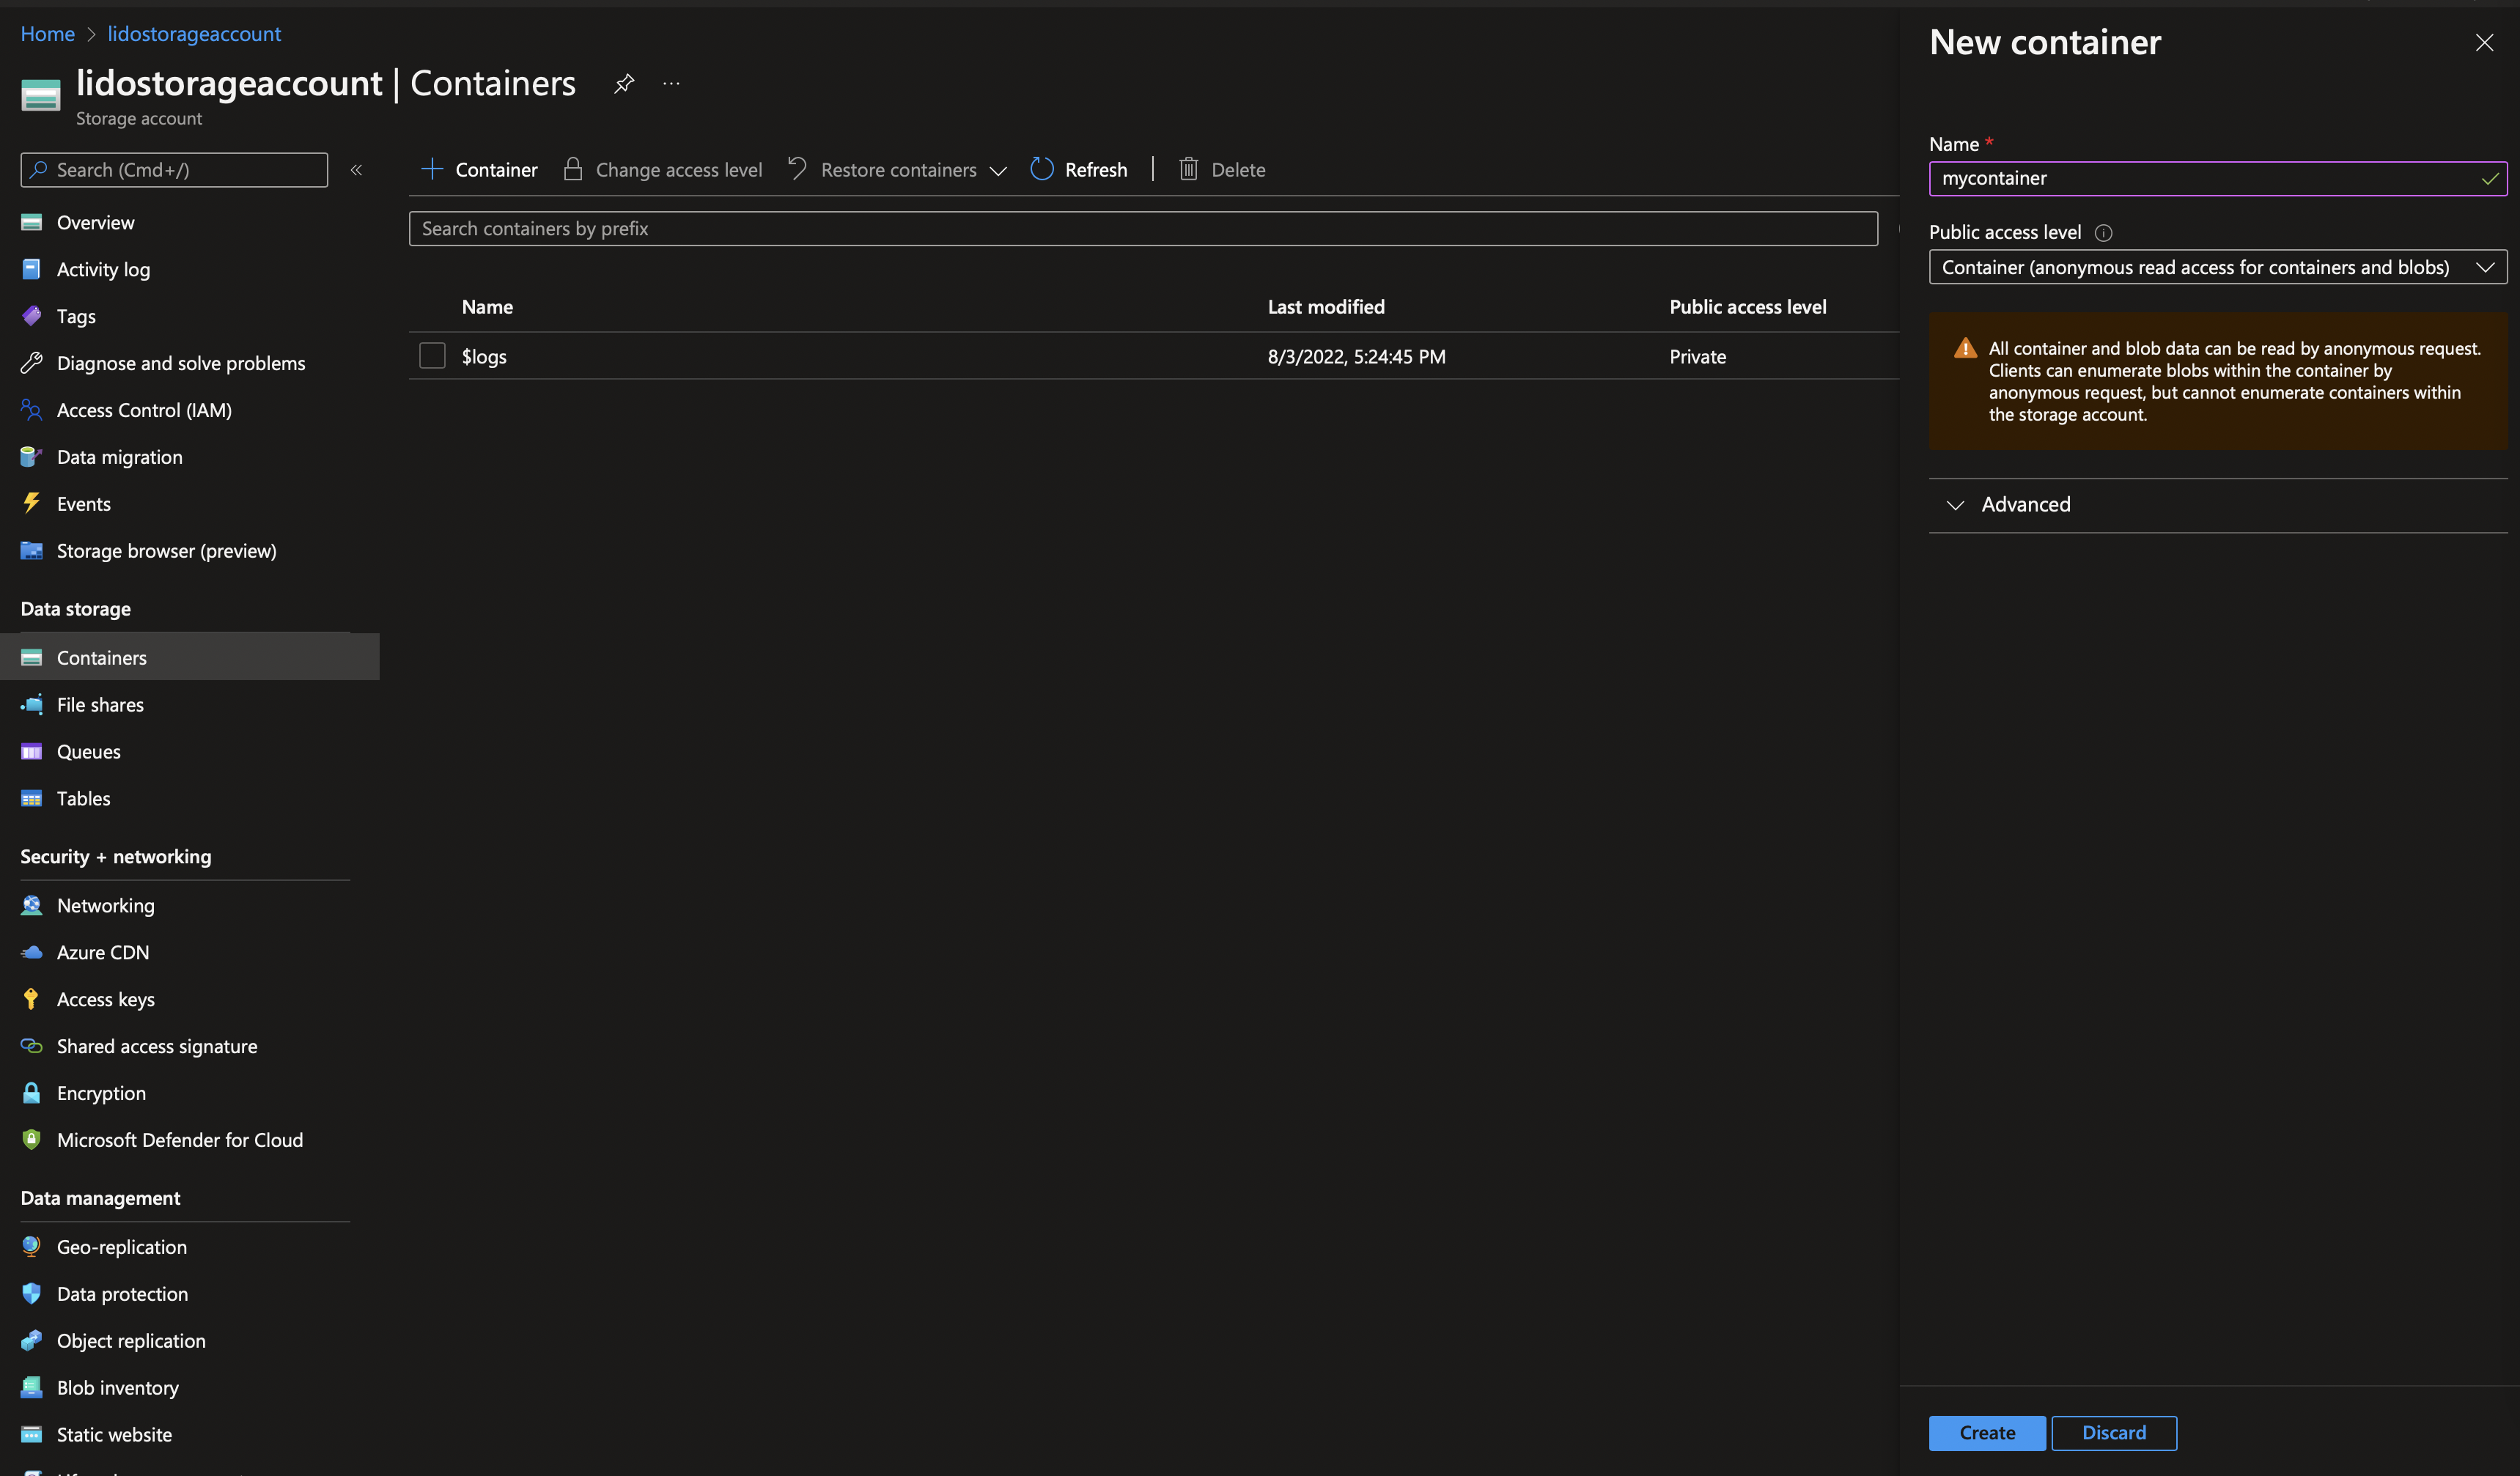 Home > lidostorageaccount
lidostorageaccount | Containers
Storage account
Search (Cmd+/)
Overview
Activity log
Tags
Diagnose and solve problems
Access Control (IAM)
Data migration
Events
Storage browser (preview)
Data storage
Containers
File shares
Queues
Tables
Security + networking
Networking
Azure CDN
Access keys
Shared access signature
Encryption
Microsoft Defender for Cloud
Data management
Geo-replication
Data protection
Object replication
Blob inventory
Static website
Container Change access level Restore containers Refresh | Delete
Search containers by prefix
Name Last modified Public access level
$logs 8/3/2022, 5:24:45 PM Private
New container
Name *
mycontainer
Public access level
Container (anonymous read access for containers and blobs)
All container and blob data can be read by anonymous request.
Clients can enumerate blobs within the container by
anonymous request, but cannot enumerate containers within
the storage account.
Advanced
Create Discard